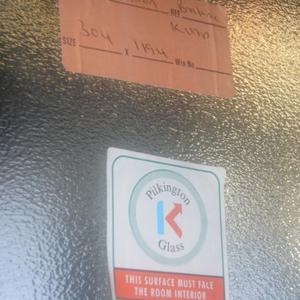 REF
SIZE 304 X 1194 Win No
Pilkington
K
Glass
THIS SURFACE MUST FACE
THE ROOM INTERIOR